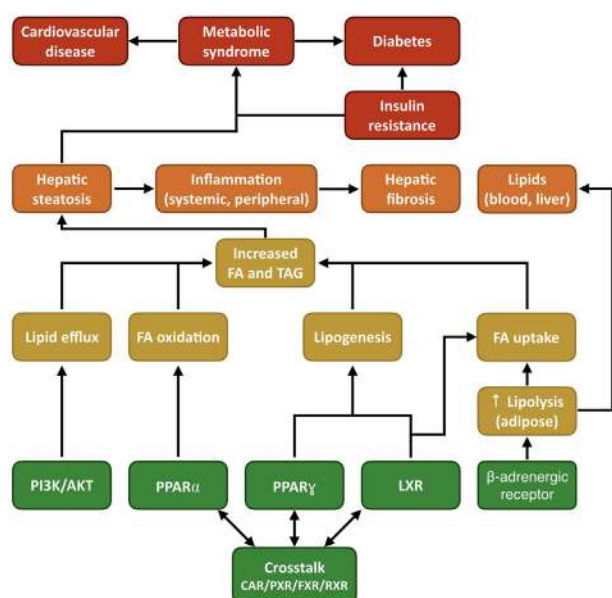 Cardiovascular
disease
Metabolic
syndrome
Diabetes
Insulin
resistance
Hepatic
steatosis
Inflammation
(systemic, peripheral)
Hepatic
fibrosis
Lipids
(blood, liver)
Increased
FA and TAG
Lipid efflux
FA oxidation
Lipogenesis
FA uptake
↑ Lipolysis
(adipose)
PI3K/AKT
PPARα
PPARɣ
LXR
β-adrenergic
receptor
Crosstalk
CAR/PXR/FXR/RXR